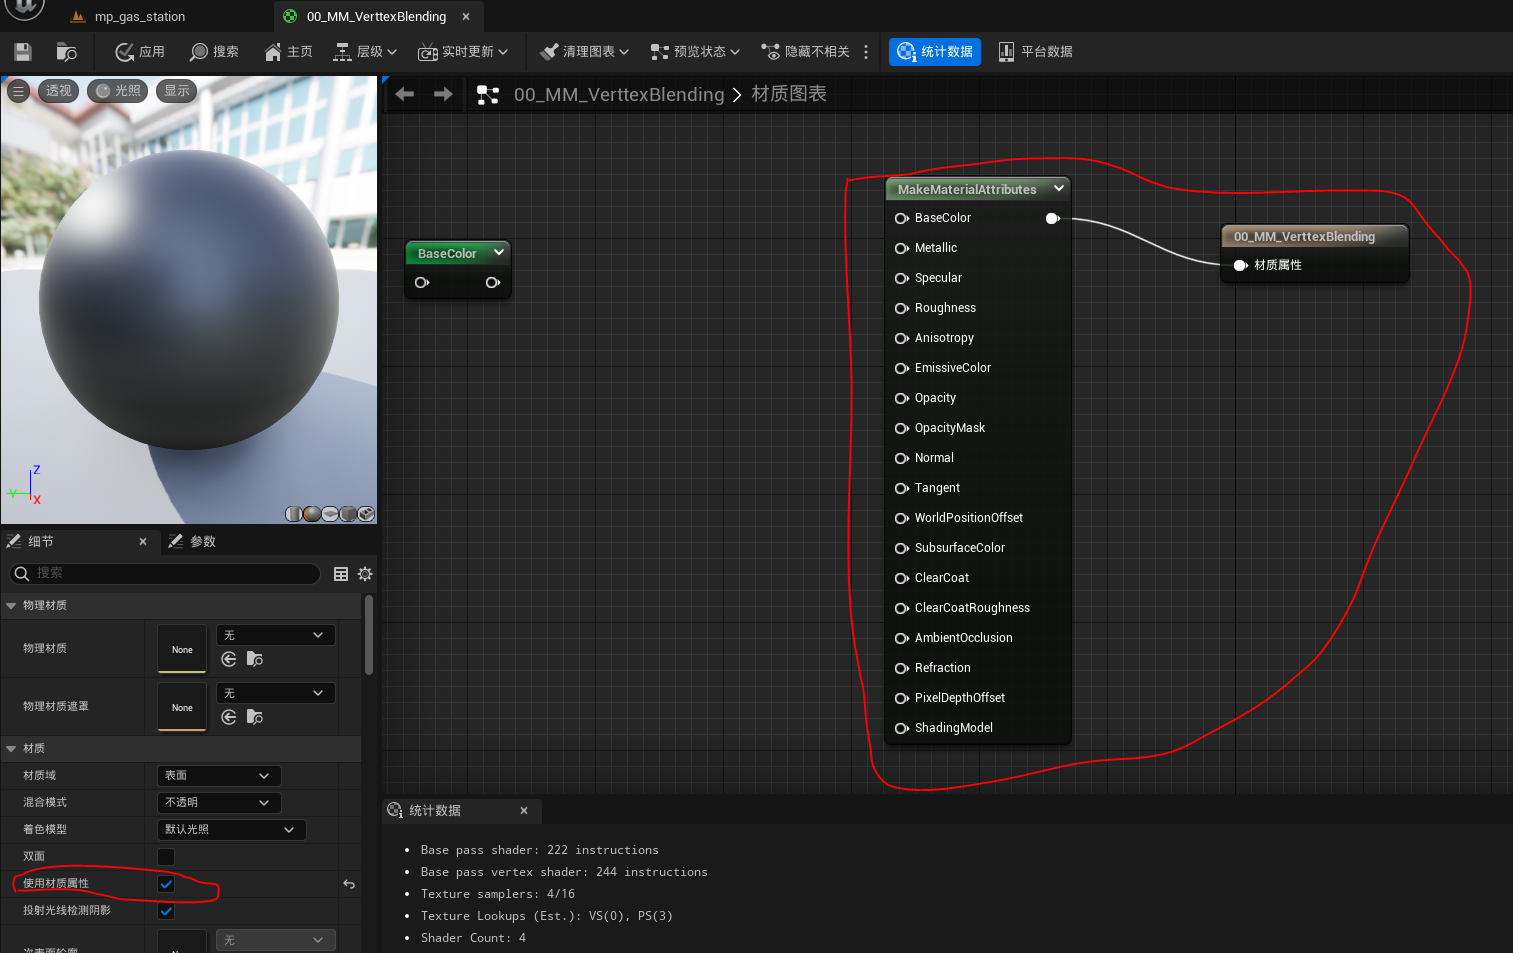 mp_gas_station
00_MM_VerttexBlending
应用
搜索
主页
层级
实时更新
清理图表
预览状态
隐藏不相关
统计数据
平台数据
透视
光照
显示
00_MM_VerttexBlending
材质图表
BaseColor
MakeMaterialAttributes
BaseColor
Metallic
Specular
Roughness
Anisotropy
EmissiveColor
Opacity
OpacityMask
Normal
Tangent
WorldPositionOffset
SubsurfaceColor
ClearCoat
ClearCoatRoughness
AmbientOcclusion
Refraction
PixelDepthOffset
ShadingModel
00_MM_VerttexBlending
材质属性
Z
Y
X
细节
参数
搜索
物理材质
物理材质
None
无
物理材质遮罩
None
无
材质
材质域
表面
混合模式
不透明
着色模型
默认光照
双面
使用材质属性
投射光线检测阴影
无
统计数据
Base pass shader: 222 instructions
Base pass vertex shader: 244 instructions
Texture samplers: 4/16
Texture Lookups (Est.): VS(0), PS(3)
Shader Count: 4